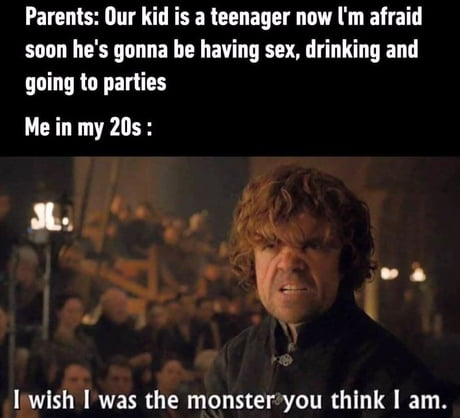 Parents: Our kid is a teenager now I'm afraid
soon he's gonna be having sex, drinking and
going to parties
Me in my 20s :
I wish I was the monster you think I am.